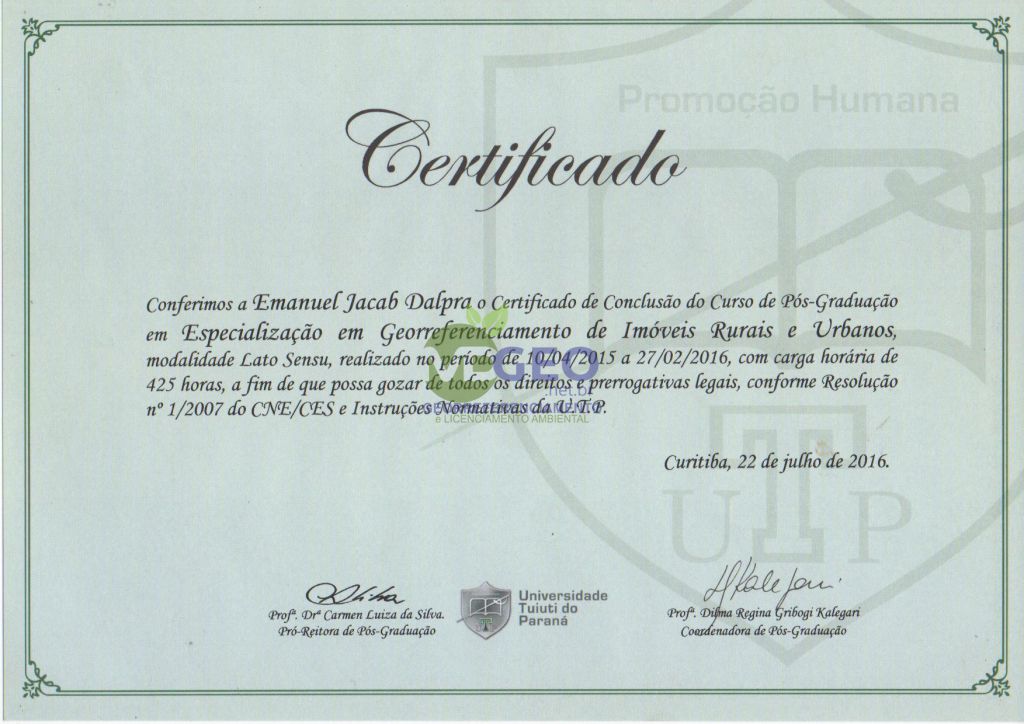 Promoção Humana
Certificado
Conferimos a Emanuel Jacab Dalpra o Certificado de Conclusão do Curso de Pós-Graduação
em Especialização em Georreferenciamento de Imóveis Rurais e Urbanos,
modalidade Lato Sensu, realizado no período de 10/04/2015 a 27/02/2016, com carga horária de
425 horas, a fim de que possa gozar de todos os direitos e prerrogativas legais, conforme Resolução
nº 1/2007 do CNE/CES e Instruções Normativas da U.T.P.
GEO
.net.br
GEORREFERENCIAMENTO
e LICENCIAMENTO AMBIENTAL
Curitiba, 22 de julho de 2016.
UTP
Profª. Drª Carmen Luiza da Silva.
Pró-Reitora de Pós-Graduação
Universidade
Tuiuti do
Paraná
Profª. Dilma Regina Gribogi Kalegari
Coordenadora de Pós-Graduação